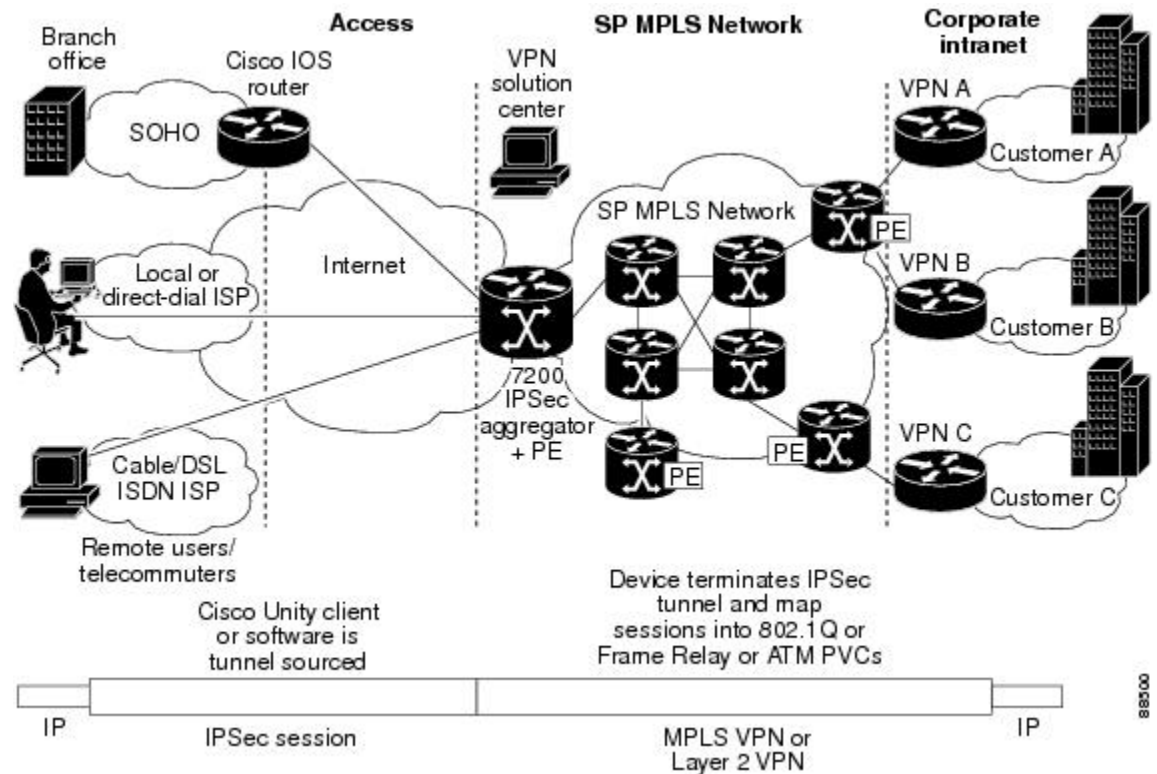 Access
SP MPLS Network
Corporate
intranet
Branch
office
Cisco IOS
router
VPN
solution
center
VPN A
SOHO
Customer A
SP MPLS Network
PE
Internet
Local or
direct-dial ISP
VPN B
Customer B
7200
IPSec
aggregator
+ PE
Cable/DSL
ISDN ISP
PE
PE
VPN C
Customer C
Remote users/
telecommuters
Cisco Unity client
or software is
tunnel sourced
Device terminates IPSec
tunnel and map
sessions into 802.1Q or
Frame Relay or ATM PVCs
IP
IPSec session
MPLS VPN or
Layer 2 VPN
IP
88500